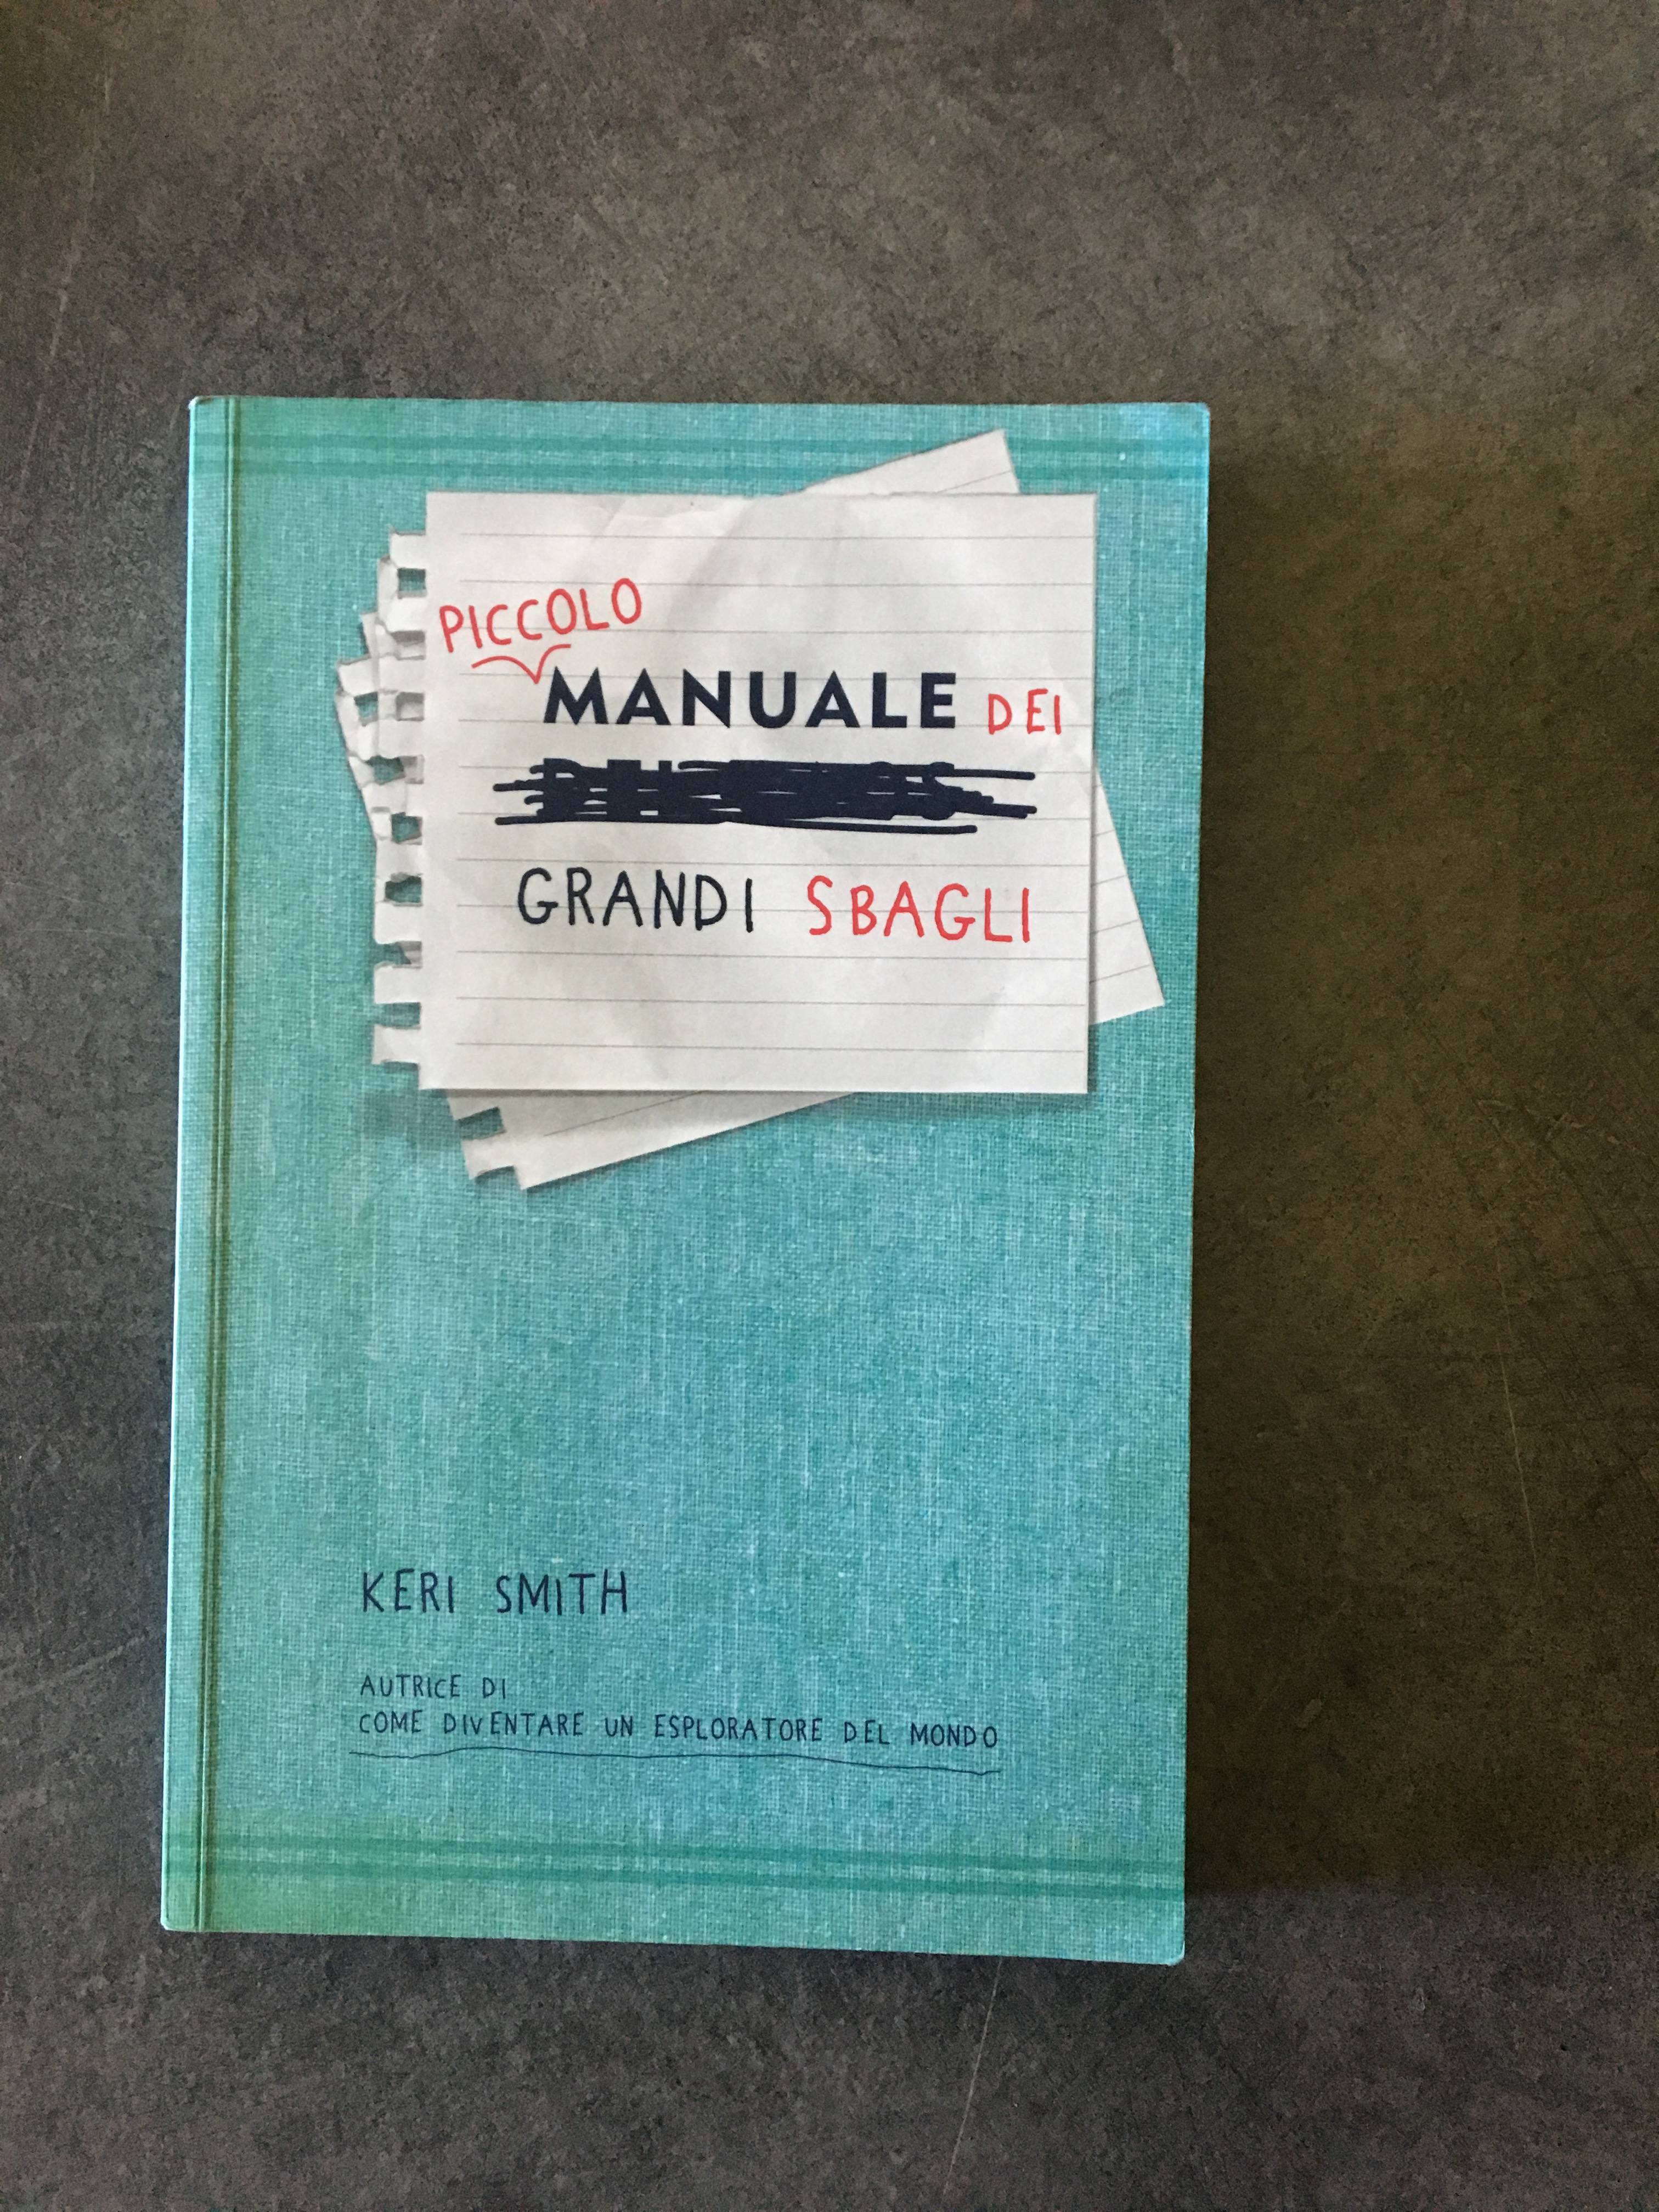 PICCOLO
MANUALE DEI
GRANDI SBAGLI
KERI SMITH
AUTRICE DI
COME DIVENTARE UN ESPLORATORE DEL MONDO